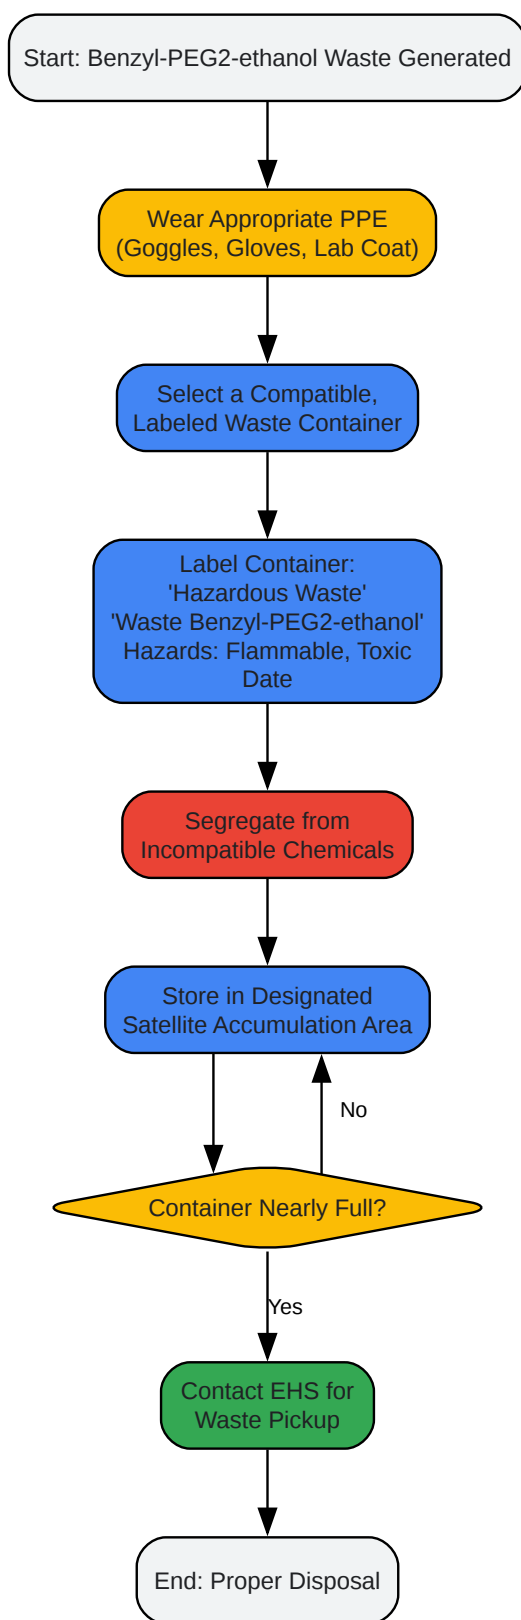 Start: Benzyl-PEG2-ethanol Waste Generated
Wear Appropriate PPE
(Goggles, Gloves, Lab Coat)
Select a Compatible,
Labeled Waste Container
Label Container:
'Hazardous Waste'
'Waste Benzyl-PEG2-ethanol'
Hazards: Flammable, Toxic
Date
Segregate from
Incompatible Chemicals
Store in Designated
Satellite Accumulation Area
No
Container Nearly Full?
Yes
Contact EHS for
Waste Pickup
End: Proper Disposal